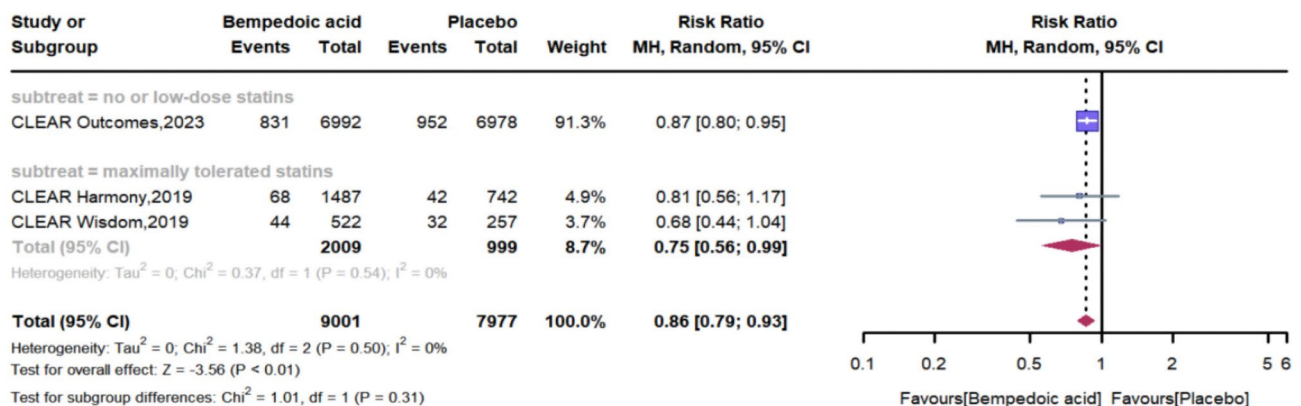 Study or Bempedoic acid Placebo Risk Ratio Risk Ratio
Subgroup Events Total Events Total Weight MH, Random, 95% CI MH, Random, 95% CI
subtreat = no or low-dose statins
CLEAR Outcomes,2023 831 6992 952 6978 91.3% 0.87 [0.80; 0.95]
subtreat = maximally tolerated statins
CLEAR Harmony,2019 68 1487 42 742 4.9% 0.81 [0.56; 1.17]
CLEAR Wisdom,2019 44 522 32 257 3.7% 0.68 [0.44; 1.04]
Total (95% CI) 2009 999 8.7% 0.75 [0.56; 0.99]
Heterogeneity: Tau² = 0; Chi² = 0.37, df = 1 (P = 0.54); I² = 0%
Total (95% CI) 9001 7977 100.0% 0.86 [0.79; 0.93]
Heterogeneity: Tau² = 0; Chi² = 1.38, df = 2 (P = 0.50); I² = 0%
Test for overall effect: Z = -3.56 (P < 0.01)
Test for subgroup differences: Chi² = 1.01, df = 1 (P = 0.31)
0.1 0.2 0.5 1 2 5 6
Favours[Bempedoic acid] Favours[Placebo]